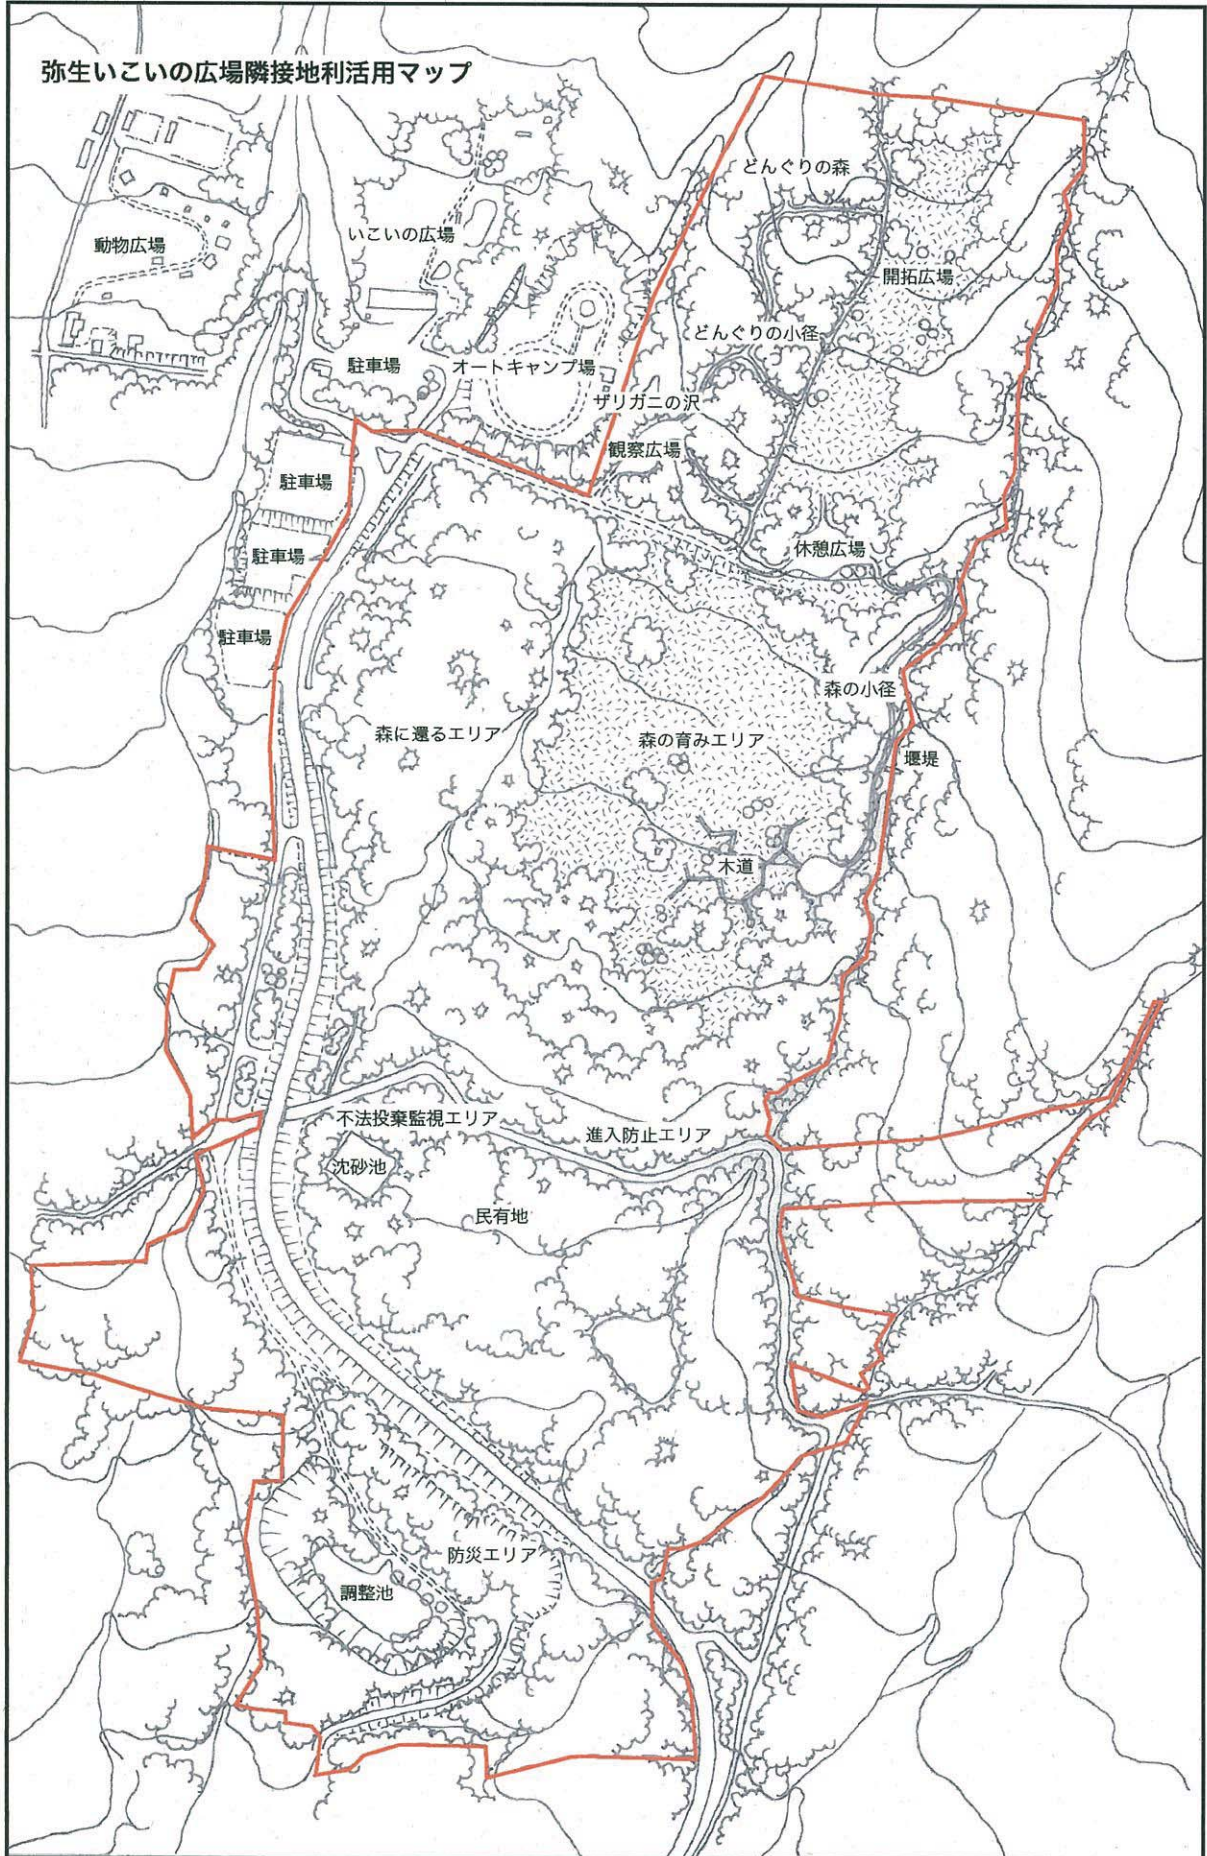 弥生いこいの広場隣接地利活用マップ
どんぐりの森
いこいの広場
動物広場
開拓広場
どんぐりの小径
駐車場
オートキャンプ場
ザリガニの沢
観察広場
駐車場
休憩広場
駐車場
駐車場
森の小径
森に還るエリア
森の育みエリア
堰堤
木道
不法投棄監視エリア
進入防止エリア
沈砂池
民有地
防災エリア
調整池